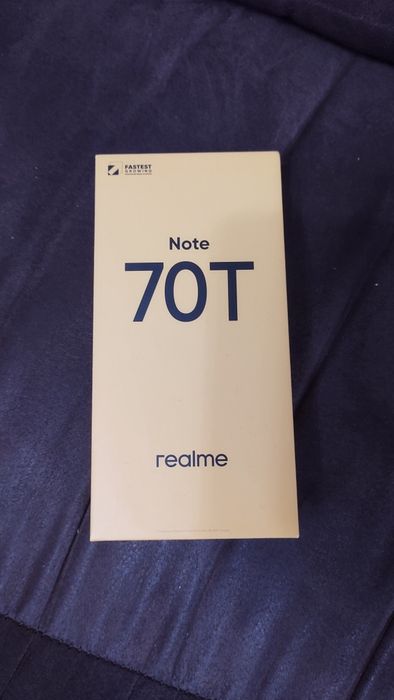 FASTEST
GROWING
Note
70T
realme